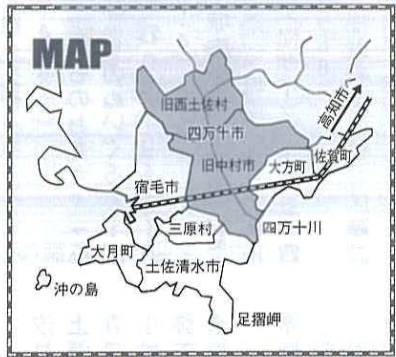 MAP
旧西土佐村
四万十市
旧中村市
高知市へ
佐賀町
大方町
宿毛市
四万十川
三原村
大月町
土佐清水市
沖の島
足摺岬